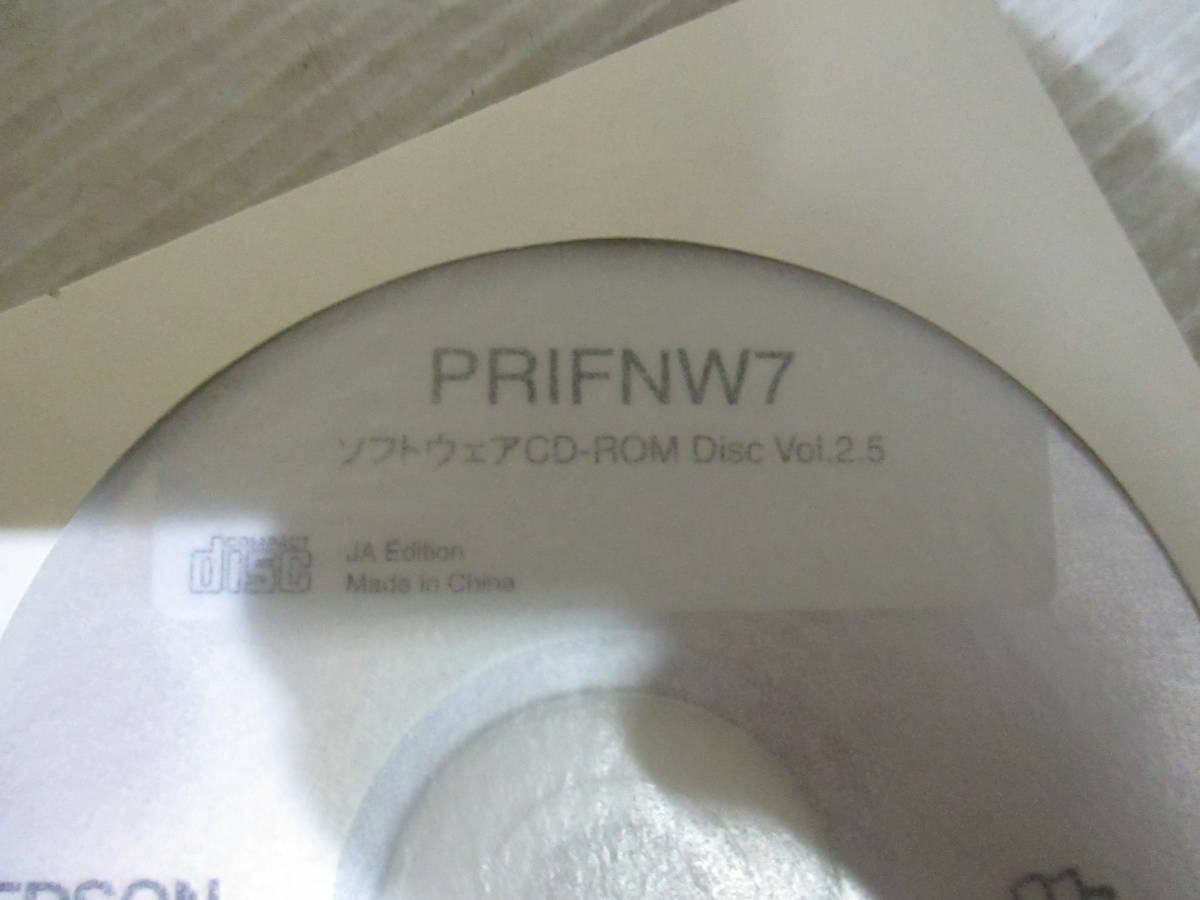 PRIFNW7
ソフトウェアCD-ROM Disc Vol.2.5
COMPACT
disc
JA Edition
Made in China
EPSON